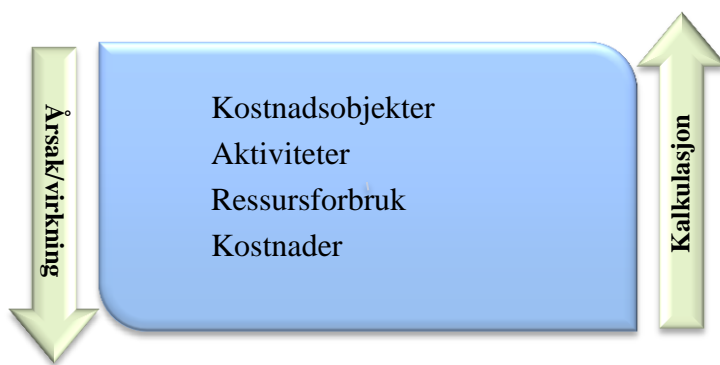 Årsak/virkning
Kostnadsobjekter
Aktiviteter
Ressursforbruk
Kostnader
Kalkulasjon